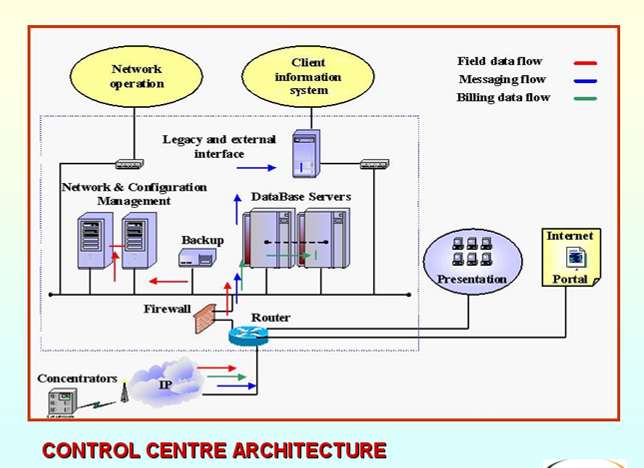 Network
operation
Client
information
system
Field data flow
Messaging flow
Billing data flow
Legacy and external
interface
Network & Configuration
Management
DataBase Servers
Backup
Internet
Portal
Presentation
Firewall
Router
Concentrators
IP
CONTROL CENTRE ARCHITECTURE